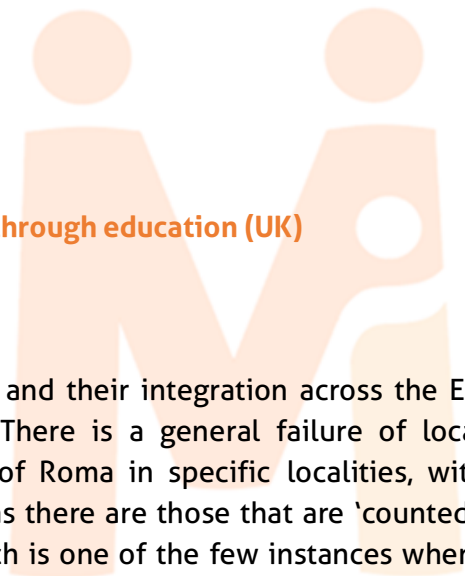 hrough education (UK)
and their integration across the E
There is a general failure of loca
of Roma in specific localities, wit
s there are those that are ‘counted
h is one of the few instances wher